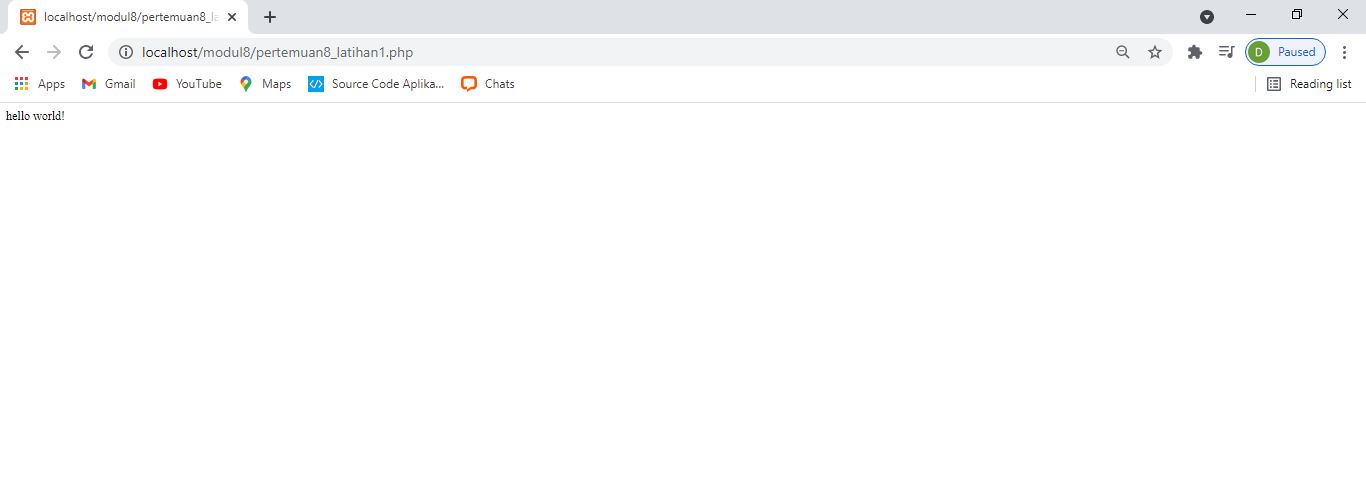 localhost/modul8/pertemuan8_la
localhost/modul8/pertemuan8_latihan1.php
D Paused
Apps Gmail YouTube Maps Source Code Aplika... Chats Reading list
hello world!